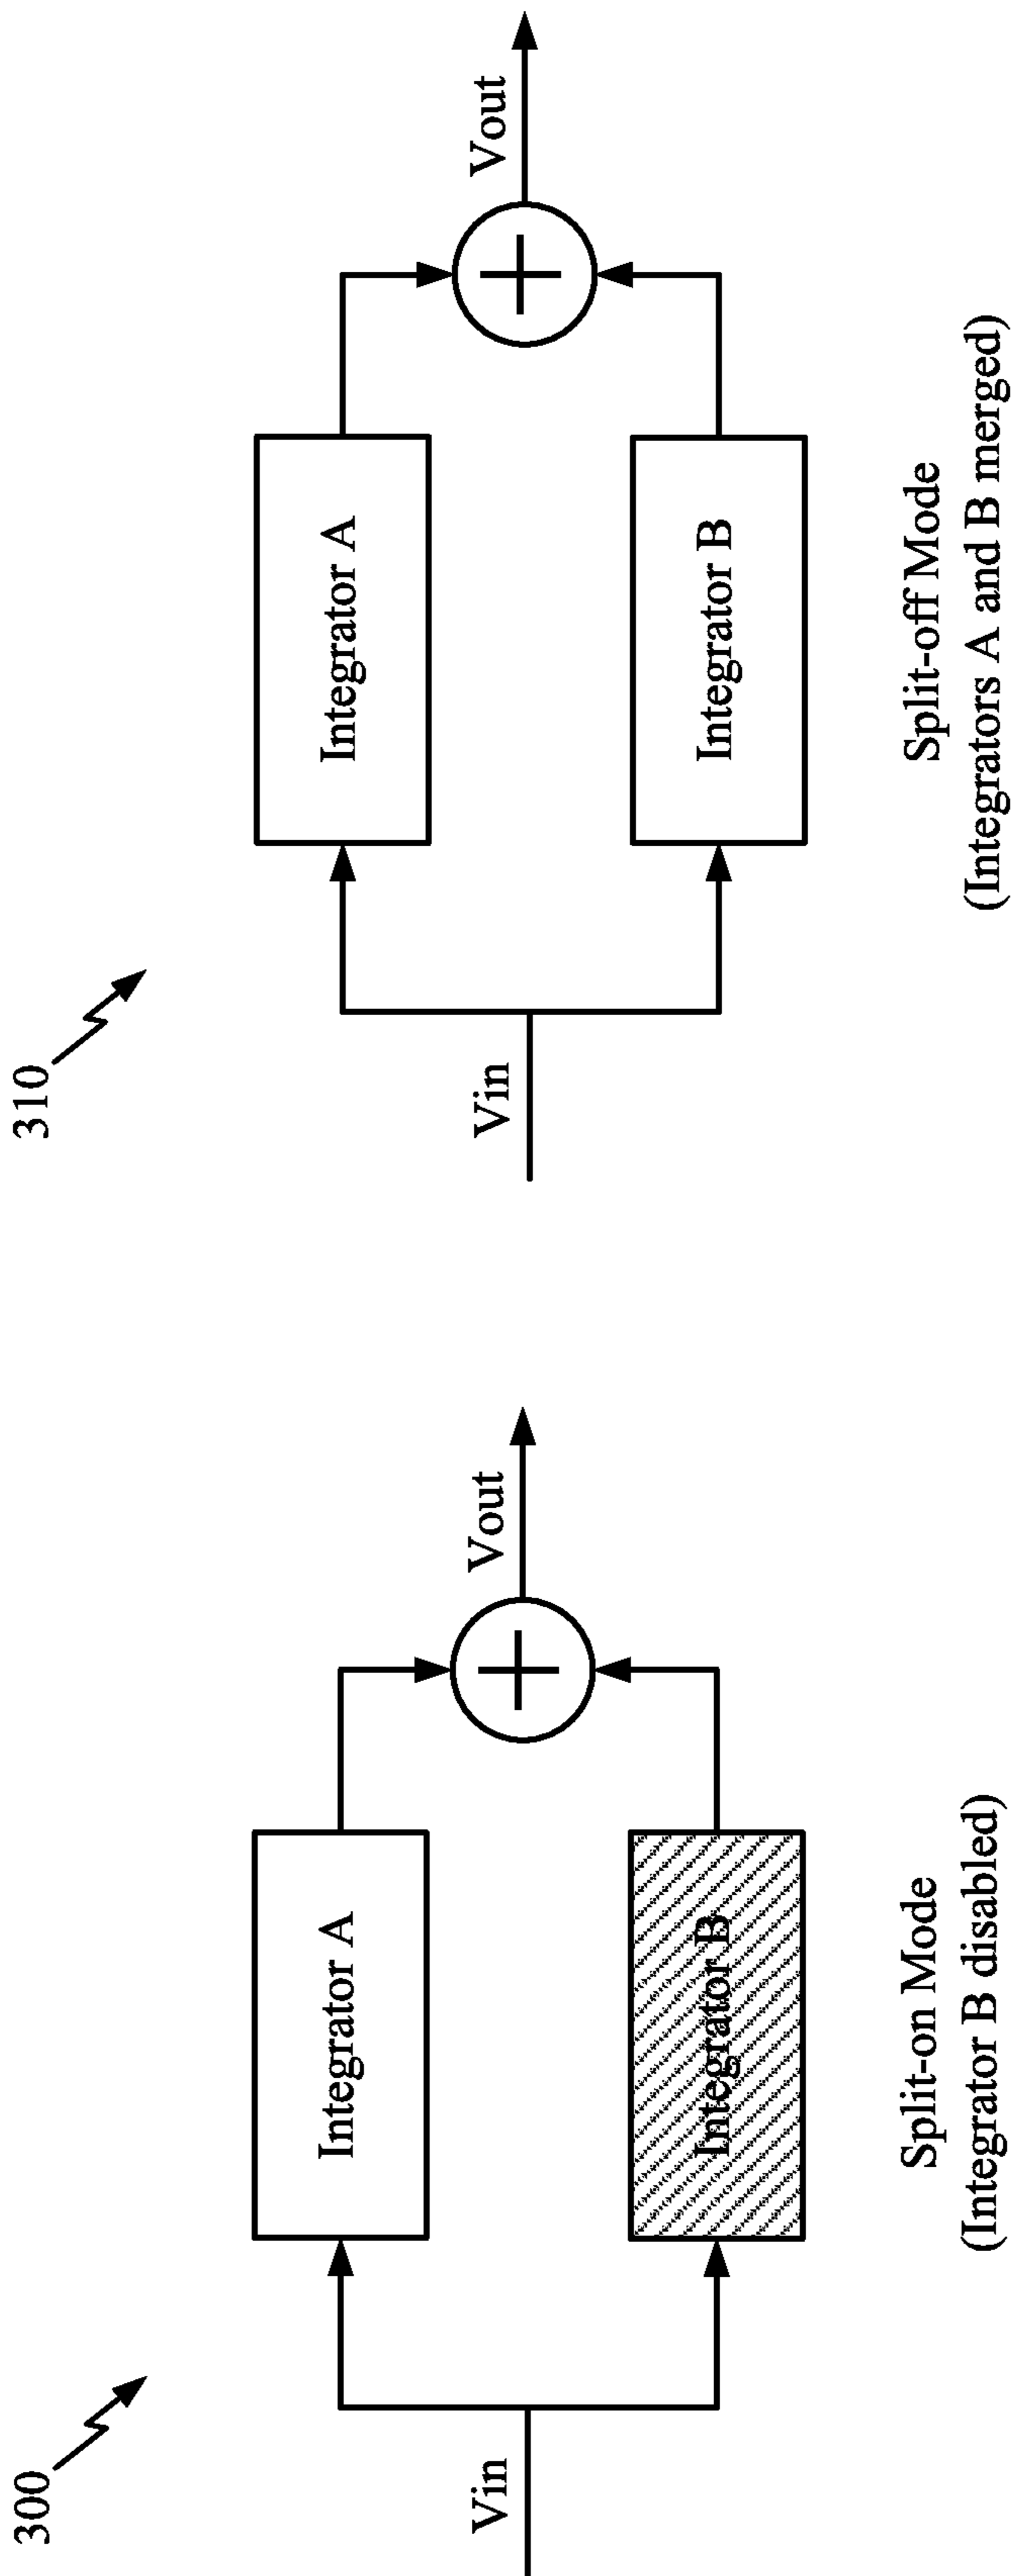 300
Vin
Integrator A
Integrator B
Vout
Split-on Mode
(Integrator B disabled)
310
Vin
Integrator A
Integrator B
Vout
Split-off Mode
(Integrators A and B merged)